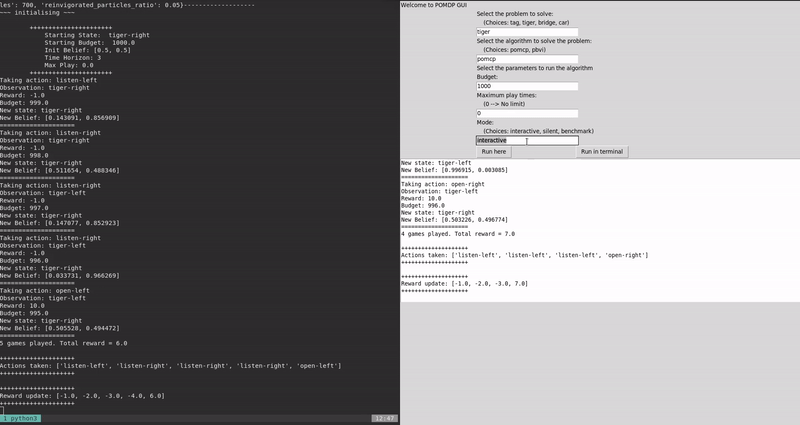 les': 700, 'reinvigorated_particles_ratio': 0.05}--------------------
~~~ initialising ~~~
+++++++++++++++++++++++
Starting State: tiger-right
Starting Budget: 1000.0
Init Belief: [0.5, 0.5]
Time Horizon: 3
Max Play: 0.0
+++++++++++++++++++++++
Taking action: listen-left
Observation: tiger-right
Reward: -1.0
Budget: 999.0
New state: tiger-right
New Belief: [0.143091, 0.856909]
====================
Taking action: listen-right
Observation: tiger-right
Reward: -1.0
Budget: 998.0
New state: tiger-right
New Belief: [0.511654, 0.488346]
====================
Taking action: listen-right
Observation: tiger-left
Reward: -1.0
Budget: 997.0
New state: tiger-right
New Belief: [0.147077, 0.852923]
====================
Taking action: listen-right
Observation: tiger-left
Reward: -1.0
Budget: 996.0
New state: tiger-right
New Belief: [0.033731, 0.966269]
====================
Taking action: open-left
Observation: tiger-left
Reward: 10.0
Budget: 995.0
New state: tiger-right
New Belief: [0.505528, 0.494472]
====================
5 games played. Total reward = 6.0
++++++++++++++++++++
Actions taken: ['listen-left', 'listen-right', 'listen-right', 'listen-right', 'open-left']
++++++++++++++++++++
++++++++++++++++++++
Reward update: [-1.0, -2.0, -3.0, -4.0, 6.0]
++++++++++++++++++++
1 python3
12:47
Welcome to POMDP GUI
Select the problem to solve:
(Choices: tag, tiger, bridge, car)
tiger
Select the algorithm to solve the problem:
(Choices: pomcp, pbvi)
pomcp
Select the parameters to run the algorithm
Budget:
1000
Maximum play times:
(0 --> No limit)
0
Mode:
(Choices: interactive, silent, benchmark)
interactive
Run here
Run in terminal
New state: tiger-left
New Belief: [0.996915, 0.003085]
====================
Taking action: open-right
Observation: tiger-left
Reward: 10.0
Budget: 996.0
New state: tiger-right
New Belief: [0.503226, 0.496774]
====================
4 games played. Total reward = 7.0
++++++++++++++++++++
Actions taken: ['listen-left', 'listen-left', 'listen-left', 'open-right']
++++++++++++++++++++
++++++++++++++++++++
Reward update: [-1.0, -2.0, -3.0, 7.0]
++++++++++++++++++++